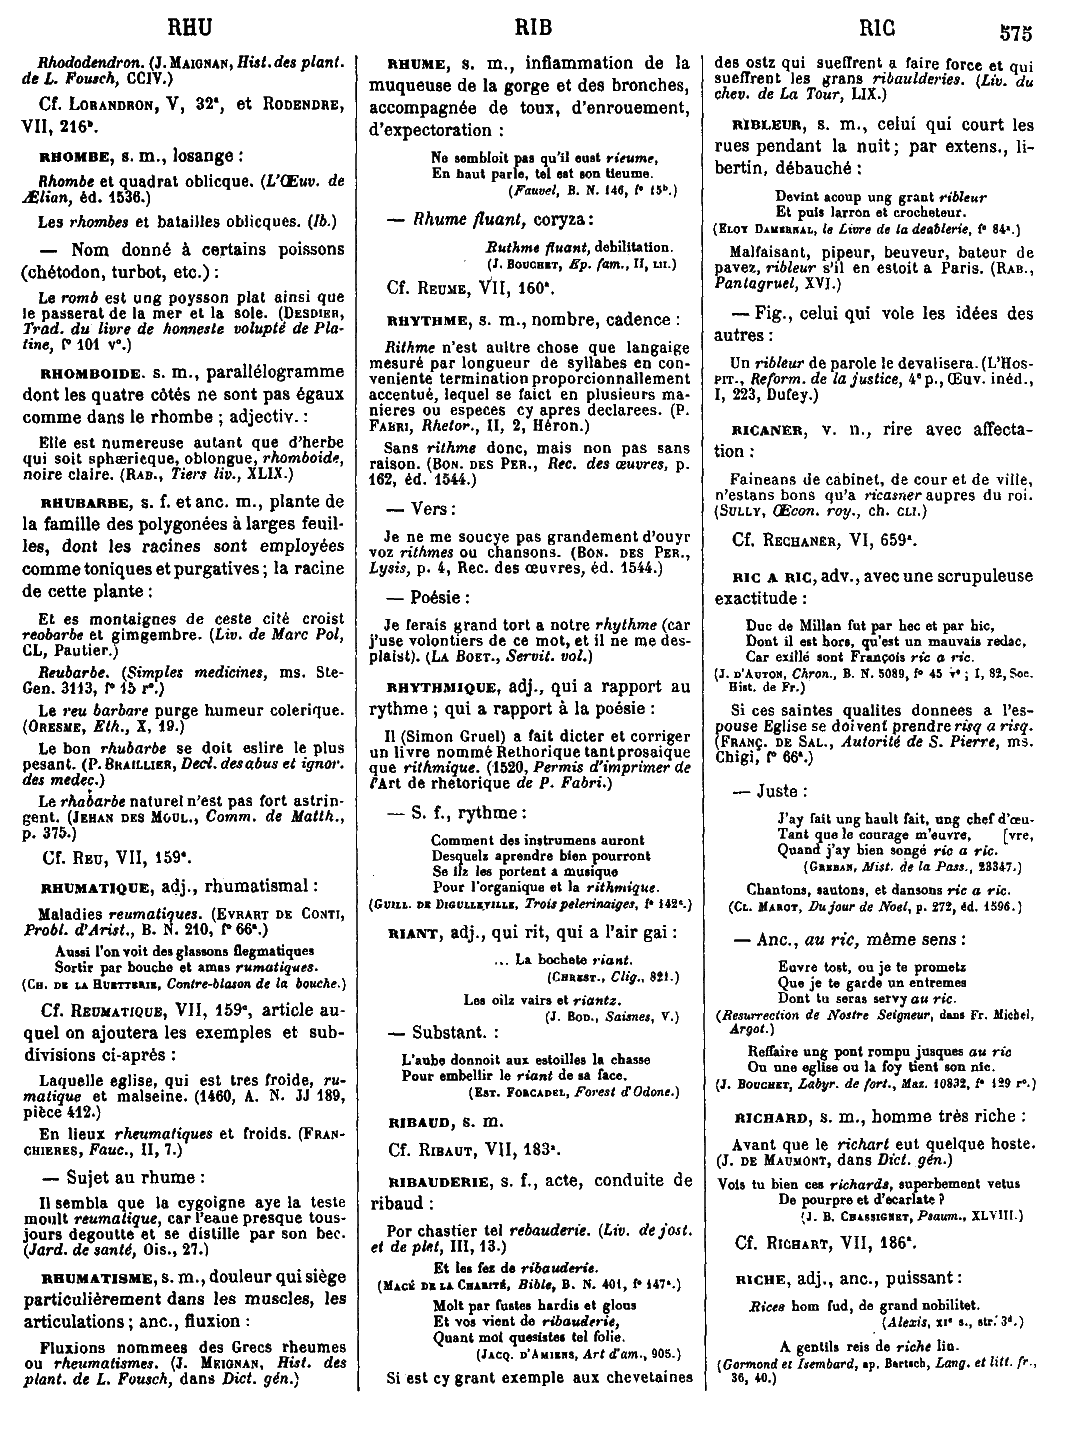 RHU
RIB
RIC
575
Rhododendron. (J. MAIGNAN, Hist. des plant.
de L. Fousch, CCIV.)
Cf. LORANDRON, V, 32ª, et RODENDRE,
VII, 216ᵇ.
RHOMBE, s. m., losange :
Rhombe et quadrat oblicque. (L'Œuv. de
Ælian, éd. 1536.)
Les rhombes et batailles oblicques. (Ib.)
— Nom donné à certains poissons
(chétodon, turbot, etc.) :
Le romb est ung poysson plat ainsi que
le passerat de la mer et la sole. (DESDIER,
Trad. du livre de honneste volupté de Pla-
tine, fº 101 vº.)
RHOMBOIDE. s. m., parallélogramme
dont les quatre côtés ne sont pas égaux
comme dans le rhombe ; adjectiv. :
Elle est numereuse autant que d'herbe
qui soit sphæricque, oblongue, rhomboide,
noire claire. (RAB., Tiers liv., XLIX.)
RHUBARBE, s. f. et anc. m., plante de
la famille des polygonées à larges feuil-
les, dont les racines sont employées
comme toniques et purgatives ; la racine
de cette plante :
Et es montaignes de ceste cité croist
reobarbe et gimgembre. (Liv. de Marc Pol,
CL, Pautier.)
Reubarbe. (Simples medicines, ms. Ste-
Gen. 3113, fº 15 rº.)
Le reu barbare purge humeur colerique.
(ORESME, Eth., X, 19.)
Le bon rhubarbe se doit eslire le plus
pesant. (P. BRAILLIER, Decl. des abus et ignor.
des medec.)
Le rhabarbe naturel n'est pas fort astrin-
gent. (JEHAN DES MOUL., Comm. de Matth.,
p. 375.)
Cf. REU, VII, 159ª.
RHUMATIQUE, adj., rhumatismal :
Maladies reumatiques. (EVRART DE CONTI,
Probl. d'Arist., B. N. 210, fº 66ª.)
Aussi l'on voit des glassons flegmatiques
Sortir par bouche et amas rumatiques.
(CH. DE LA HUETTERIE, Contre-blason de la bouche.)
Cf. REUMATIQUE, VII, 159ª, article au-
quel on ajoutera les exemples et sub-
divisions ci-après :
Laquelle eglise, qui est tres froide, ru-
matique et malseine. (1460, A. N. JJ 189,
pièce 412.)
En lieux rheumatiques et froids. (FRAN-
CHIERES, Fauc., II, 7.)
— Sujet au rhume :
Il sembla que la cygoigne aye la teste
moult reumatique, car l'eaue presque tous-
jours degoutte et se distille par son bec.
(Jard. de santé, Ois., 27.)
RHUMATISME, s. m., douleur qui siège
particulièrement dans les muscles, les
articulations ; anc., fluxion :
Fluxions nommees des Grecs rheumes
ou rheumatismes. (J. MEIGNAN, Hist. des
plant. de L. Fousch, dans Dict. gén.)
RHUME, s. m., inflammation de la
muqueuse de la gorge et des bronches,
accompagnée de toux, d'enrouement,
d'expectoration :
Ne sembloit pas qu'il eust rieume,
En haut parle, tel est son tieume.
(Fauvel, B. N. 146, fº 15ᵇ.)
— Rhume fluant, coryza :
Ruthme fluant, debilitation.
(J. BOUCHET, Ep. fam., II, LII.)
Cf. REUME, VII, 160ª.
RHYTHME, s. m., nombre, cadence :
Rithme n'est aultre chose que langaige
mesuré par longueur de syllabes en con-
veniente termination proporcionnallement
accentué, lequel se faict en plusieurs ma-
nieres ou especes cy apres declarees. (P.
FABRI, Rhetor., II, 2, Héron.)
Sans rithme donc, mais non pas sans
raison. (BON. DES PER., Rec. des œuvres, p.
162, éd. 1544.)
— Vers :
Je ne me soucye pas grandement d'ouyr
voz rithmes ou chansons. (BON. DES PER.,
Lysis, p. 4, Rec. des œuvres, éd. 1544.)
— Poésie :
Je ferais grand tort a notre rhythme (car
j'use volontiers de ce mot, et il ne me des-
plaist). (LA BOET., Servit. vol.)
RHYTHMIQUE, adj., qui a rapport au
rythme ; qui a rapport à la poésie :
Il (Simon Gruel) a fait dicter et corriger
un livre nommé Rethorique tant prosaique
que rithmique. (1520, Permis d'imprimer de
l'Art de rhetorique de P. Fabri.)
— S. f., rythme :
Comment des instrumens auront
Desquelz aprendre bien pourront
Se ilz les portent a musique
Pour l'organique et la rithmique.
(GUILL. DE DIGULLEVILLE, Trois pelerinaiges, fº 142ª.)
RIANT, adj., qui rit, qui a l'air gai :
... La bochete riant.
(CHREST., Clig., 821.)
Les oilz vairs et riantz.
(J. BOD., Saisnes, V.)
— Substant. :
L'aube donnoit aux estoilles la chasse
Pour embellir le riant de sa face.
(EST. FORCADEL, Forest d'Odone.)
RIBAUD, s. m.
Cf. RIBAUT, VII, 183ª.
RIBAUDERIE, s. f., acte, conduite de
ribaud :
Por chastier tel rebauderie. (Liv. de jost.
et de plet, III, 13.)
Et les fez de ribauderie.
(MACÉ DE LA CHARITÉ, Bible, B. N. 401, fº 147ª.)
Molt par fustes hardis et glous
Et vos vient de ribauderie,
Quant moi quesistes tel folie.
(JACQ. D'AMIENS, Art d'am., 905.)
Si est cy grant exemple aux chevetaines
des ostz qui sueffrent a faire force et qui
sueffrent les grans ribaulderies. (Liv. du
chev. de La Tour, LIX.)
RIBLEUR, s. m., celui qui court les
rues pendant la nuit ; par extens., li-
bertin, débauché :
Devint acoup ung grant ribleur
Et puis larron et crocheteur.
(ELOY DAMERNAL, le Livre de la deablerie, fº 84ª.)
Malfaisant, pipeur, beuveur, bateur de
pavez, ribleur s'il en estoit a Paris. (RAB.,
Pantagruel, XVI.)
— Fig., celui qui vole les idées des
autres :
Un ribleur de parole le devalisera. (L'HOS-
PIT., Reform. de la justice, 4ᵉ p., Œuv. inéd.,
I, 223, Dufey.)
RICANER, v. n., rire avec affecta-
tion :
Faineans de cabinet, de cour et de ville,
n'estans bons qu'a ricasner aupres du roi.
(SULLY, Œcon. roy., ch. CLI.)
Cf. RECHANER, VI, 659ª.
RIC A RIC, adv., avec une scrupuleuse
exactitude :
Duc de Millan fut par hec et par hic,
Dont il est hors, qu'est un mauvais redac,
Car exillé sont François ric a ric.
(J. D'AUTON, Chron., B. N. 5089, fº 45 vº ; I, 82, Soc.
Hist. de Fr.)
Si ces saintes qualites donnees a l'es-
pouse Eglise se doivent prendre risq a risq.
(FRANÇ. DE SAL., Autorité de S. Pierre, ms.
Chigi, fº 66ª.)
— Juste :
J'ay fait ung hault fait, ung chef d'œu-
Tant que le courage m'euvre, [vre,
Quand j'ay bien songé ric a ric.
(GREBAN, Mist. de la Pass., 23347.)
Chantons, sautons, et dansons ric a ric.
(CL. MAROT, Du jour de Noel, p. 272, éd. 1596.)
— Anc., au ric, même sens :
Euvre tost, ou je te prometz
Que je te garde un entremes
Dont tu seras servy au ric.
(Resurrection de Nostre Seigneur, dans Fr. Michel,
Argot.)
Reffaire ung pont rompu jusques au ric
Ou une eglise ou la foy tient son nic.
(J. BOUCHET, Labyr. de fort., Maz. 10832, fº 129 rº.)
RICHARD, s. m., homme très riche :
Avant que le richart eut quelque hoste.
(J. DE MAUMONT, dans Dict. gén.)
Vois tu bien ces richards, superbement vetus
De pourpre et d'ecarlate ?
(J. B. CHASSIGNET, Psaum., XLVIII.)
Cf. RICHART, VII, 186ª.
RICHE, adj., anc., puissant :
Rices hom fud, de grand nobilitet.
(Alexis, XIᵉ s., str. 3ᵈ.)
A gentils reis de riche lin.
(Gormond et Isembard, ap. Bartsch, Lang. et litt. fr.,
36, 40.)